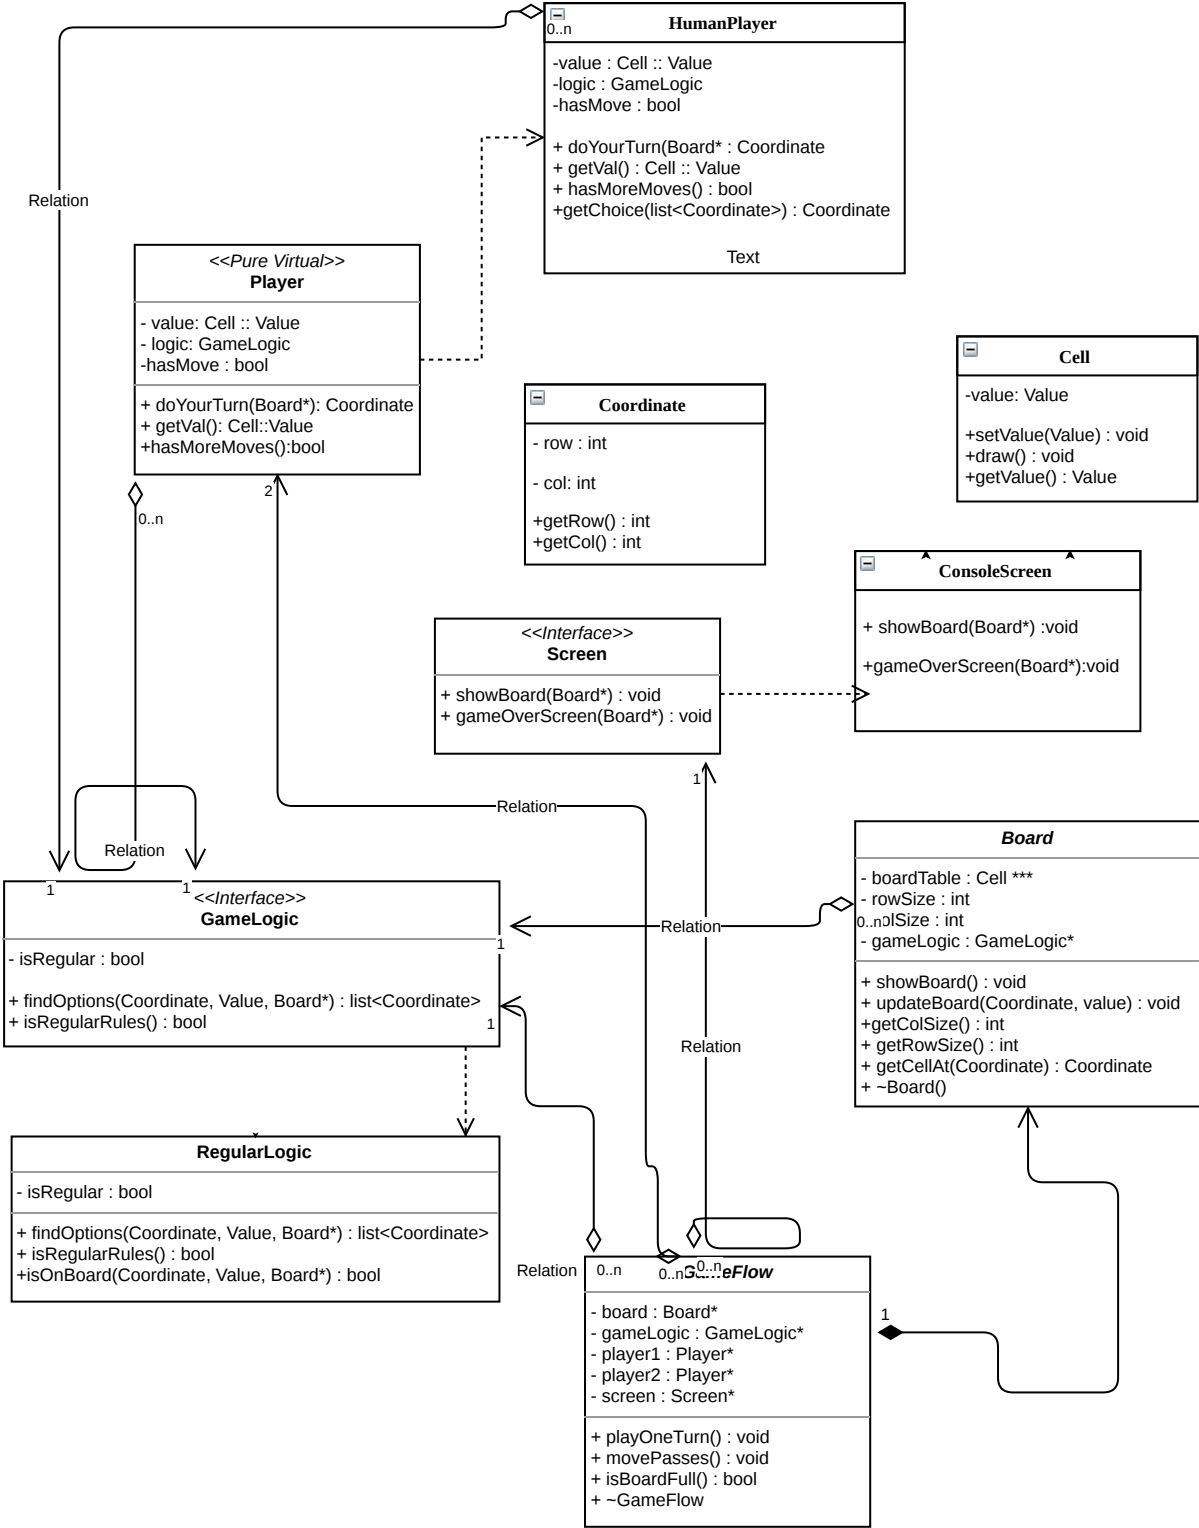 HumanPlayer
0..n
-value : Cell :: Value
-logic : GameLogic
-hasMove : bool
+ doYourTurn(Board* : Coordinate
+ getVal() : Cell :: Value
+ hasMoreMoves() : bool
+getChoice(list<Coordinate>) : Coordinate
Text
Relation
<<Pure Virtual>>
Player
- value: Cell :: Value
- logic: GameLogic
-hasMove : bool
+ doYourTurn(Board*): Coordinate
+ getVal(): Cell::Value
+hasMoreMoves():bool
2
0..n
Coordinate
- row : int
- col: int
+getRow() : int
+getCol() : int
Cell
-value: Value
+setValue(Value) : void
+draw() : void
+getValue() : Value
ConsoleScreen
+ showBoard(Board*) :void
+gameOverScreen(Board*):void
<<Interface>>
Screen
+ showBoard(Board*) : void
+ gameOverScreen(Board*) : void
1
Relation
Relation
1
1
<<Interface>>
GameLogic
- isRegular : bool
+ findOptions(Coordinate, Value, Board*) : list<Coordinate>
+ isRegularRules() : bool
1
1
Relation
Relation
Board
- boardTable : Cell ***
- rowSize : int
0..nolSize : int
- gameLogic : GameLogic*
+ showBoard() : void
+ updateBoard(Coordinate, value) : void
+getColSize() : int
+ getRowSize() : int
+ getCellAt(Coordinate) : Coordinate
+ ~Board()
RegularLogic
- isRegular : bool
+ findOptions(Coordinate, Value, Board*) : list<Coordinate>
+ isRegularRules() : bool
+isOnBoard(Coordinate, Value, Board*) : bool
Relation
0..n
0..n
0..n
GameFlow
- board : Board*
- gameLogic : GameLogic*
- player1 : Player*
- player2 : Player*
- screen : Screen*
+ playOneTurn() : void
+ movePasses() : void
+ isBoardFull() : bool
+ ~GameFlow
1